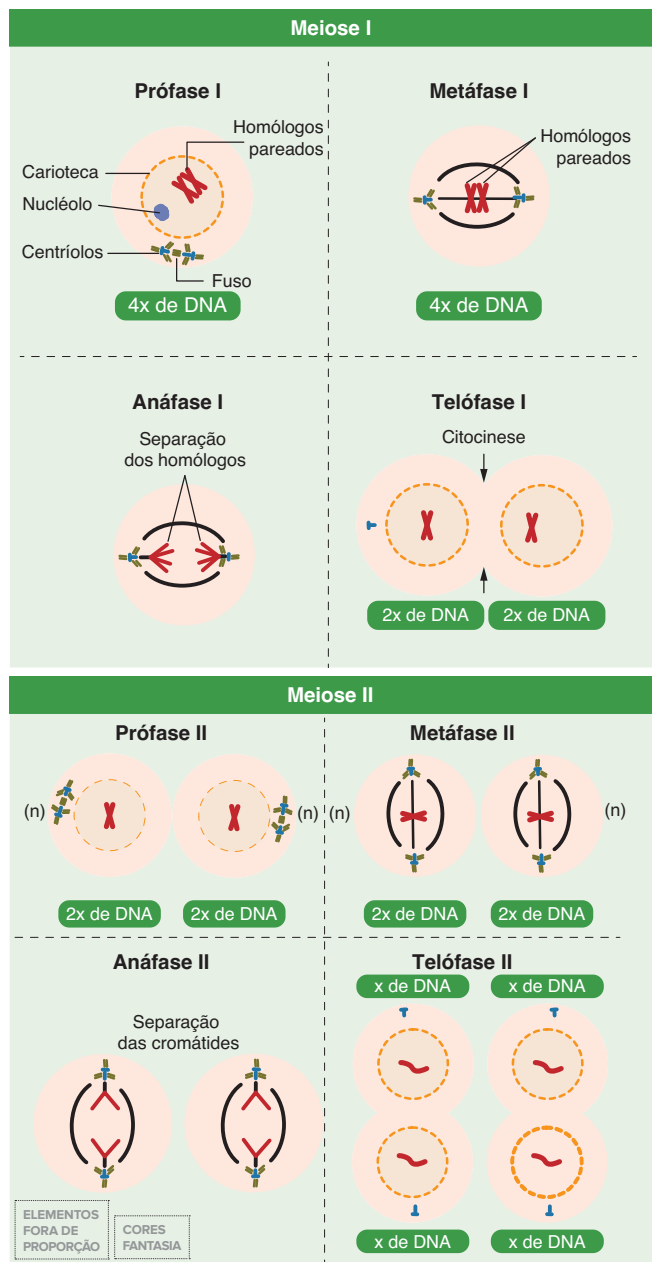 Meiose I
Prófase I
Homólogos
pareados
Carioteca
Nucléolo
Centríolos
Fuso
4x de DNA
Metáfase I
Homólogos
pareados
4x de DNA
Anáfase I
Separação
dos homólogos
Telófase I
Citocinese
2x de DNA
2x de DNA
Meiose II
Prófase II
(n)
(n)
2x de DNA
2x de DNA
Metáfase II
(n)
(n)
2x de DNA
2x de DNA
Anáfase II
Separação
das cromátides
Telófase II
x de DNA
x de DNA
x de DNA
x de DNA
ELEMENTOS
FORA DE
PROPORÇÃO
CORES
FANTASIA